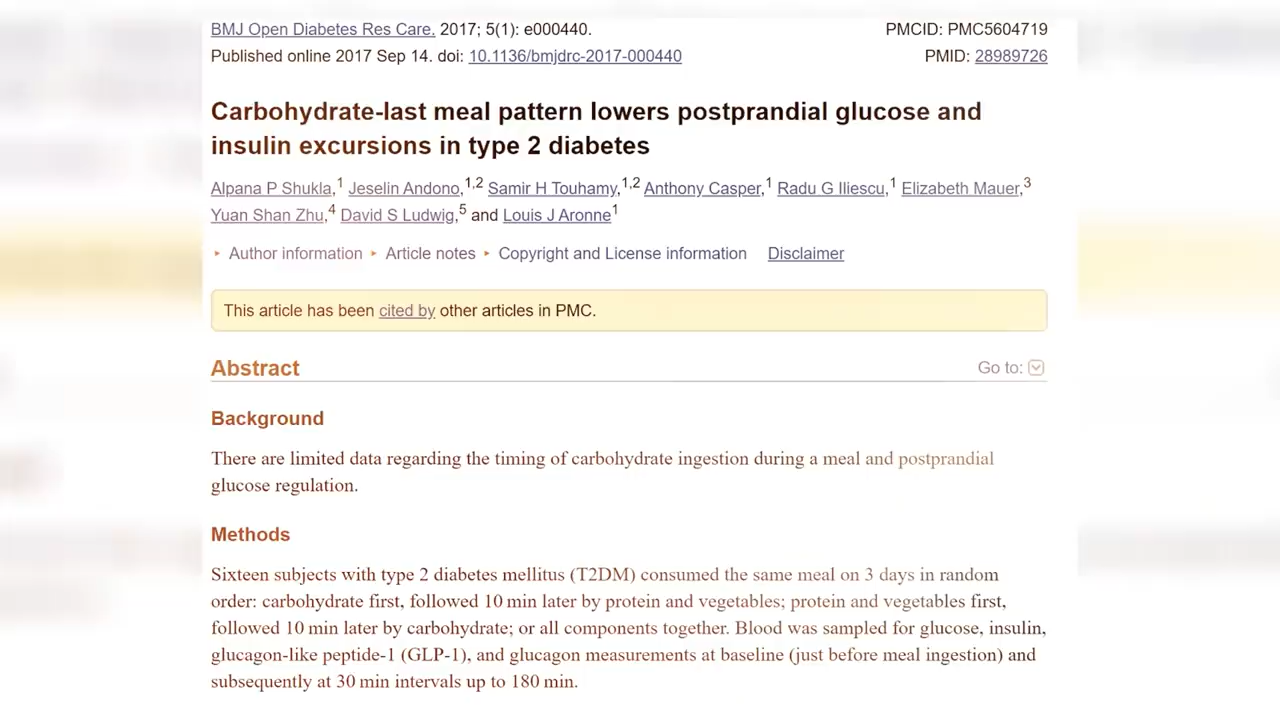 BMJ Open Diabetes Res Care. 2017; 5(1): e000440. PMCID: PMC5604719
Published online 2017 Sep 14. doi: 10.1136/bmjdrc-2017-000440 PMID: 28989726
Carbohydrate-last meal pattern lowers postprandial glucose and
insulin excursions in type 2 diabetes
Alpana P Shukla,1 Jeselin Andono,1,2 Samir H Touhamy,1,2 Anthony Casper,1 Radu G Iliescu,1 Elizabeth Mauer,3
Yuan Shan Zhu,4 David S Ludwig,5 and Louis J Aronne1
Author information Article notes Copyright and License information Disclaimer
This article has been cited by other articles in PMC.
Abstract Go to:
Background
There are limited data regarding the timing of carbohydrate ingestion during a meal and postprandial
glucose regulation.
Methods
Sixteen subjects with type 2 diabetes mellitus (T2DM) consumed the same meal on 3 days in random
order: carbohydrate first, followed 10 min later by protein and vegetables; protein and vegetables first,
followed 10 min later by carbohydrate; or all components together. Blood was sampled for glucose, insulin,
glucagon-like peptide-1 (GLP-1), and glucagon measurements at baseline (just before meal ingestion) and
subsequently at 30 min intervals up to 180 min.